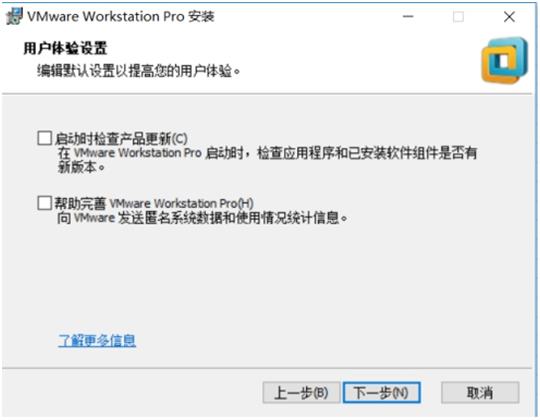 VMware Workstation Pro 安装
用户体验设置
编辑默认设置以提高您的用户体验。
启动时检查产品更新(C)
在 VMware Workstation Pro 启动时，检查应用程序和已安装软件组件是否有
新版本。
帮助完善 VMware Workstation Pro(H)
向 VMware 发送匿名系统数据和使用情况统计信息。
了解更多信息
上一步(B) 下一步(N) 取消